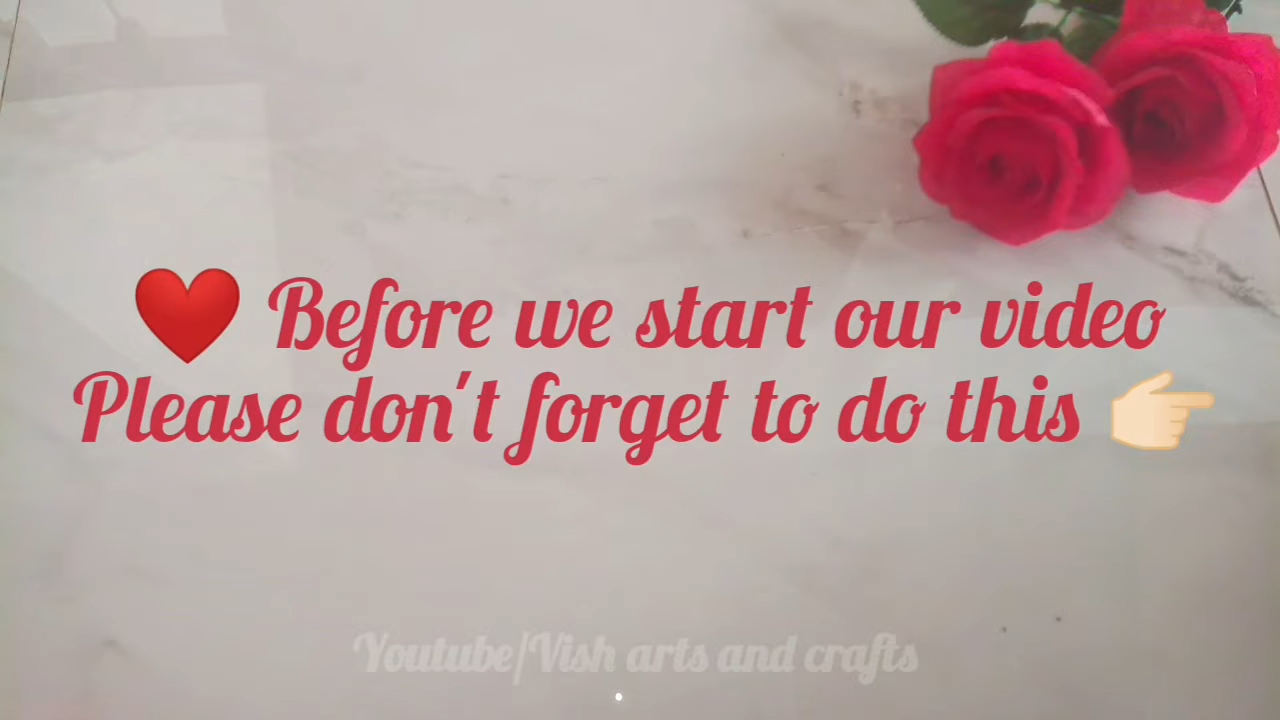 ❤️ Before we start our video
Please don't forget to do this 👉🏻
Youtube/Vish arts and crafts